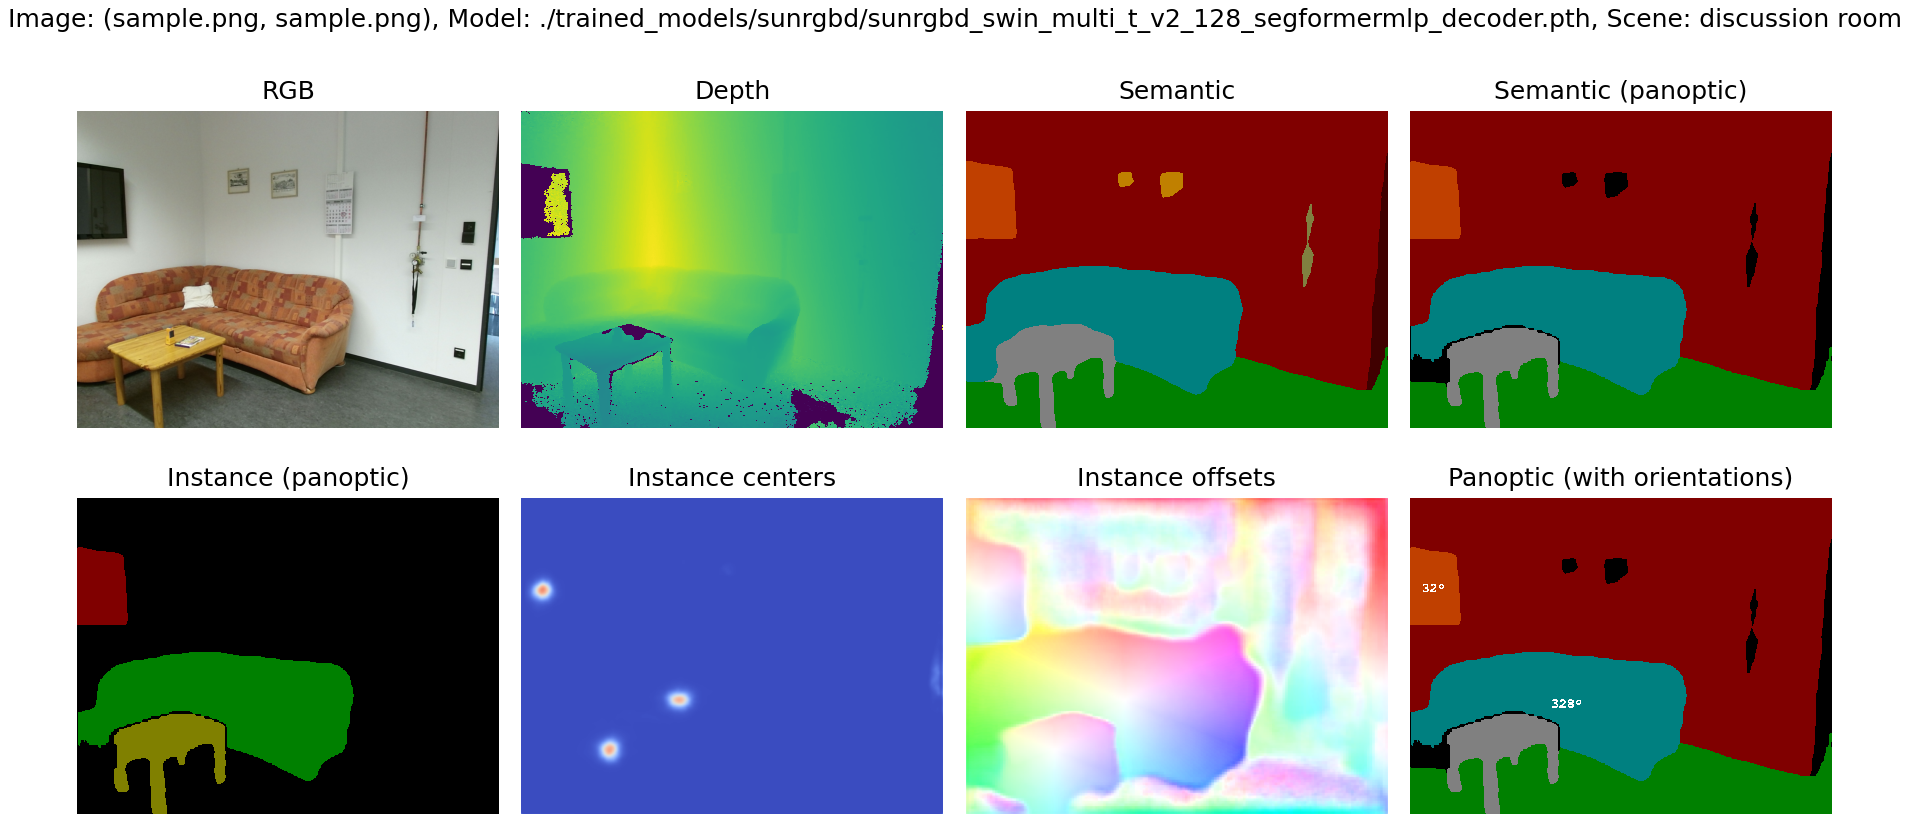 Image: (sample.png, sample.png), Model: ./trained_models/sunrgbd/sunrgbd_swin_multi_t_v2_128_segformermlp_decoder.pth, Scene: discussion room
RGB
Depth
Semantic
Semantic (panoptic)
Instance (panoptic)
Instance centers
Instance offsets
Panoptic (with orientations)
32°
328°